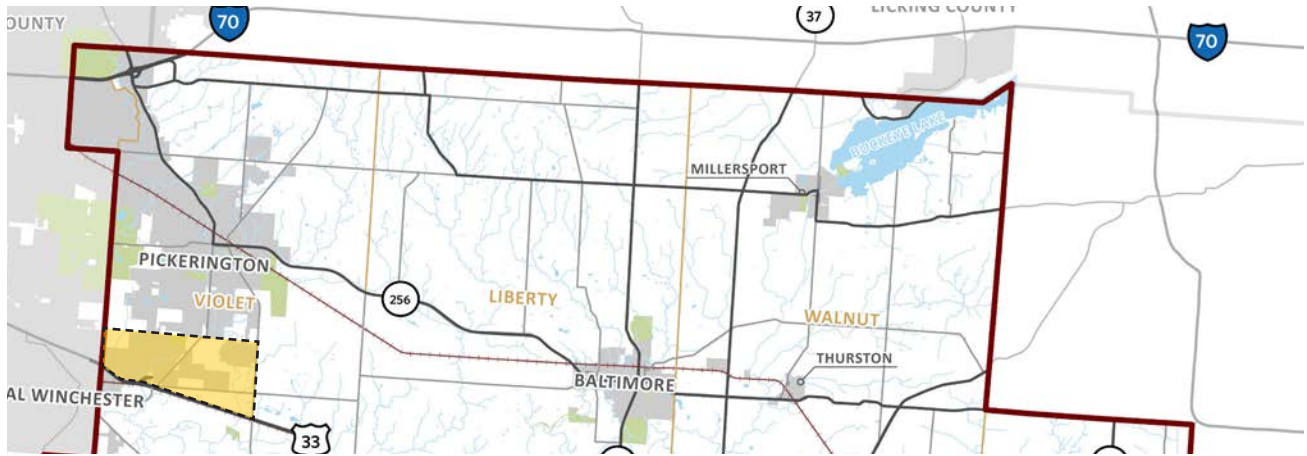 OUNTY
70
37
LICKING COUNTY
70
BUCKEYE LAKE
MILLERSPORT
PICKERINGTON
VIOLET
256
LIBERTY
WALNUT
THURSTON
BALTIMORE
AL WINCHESTER
33